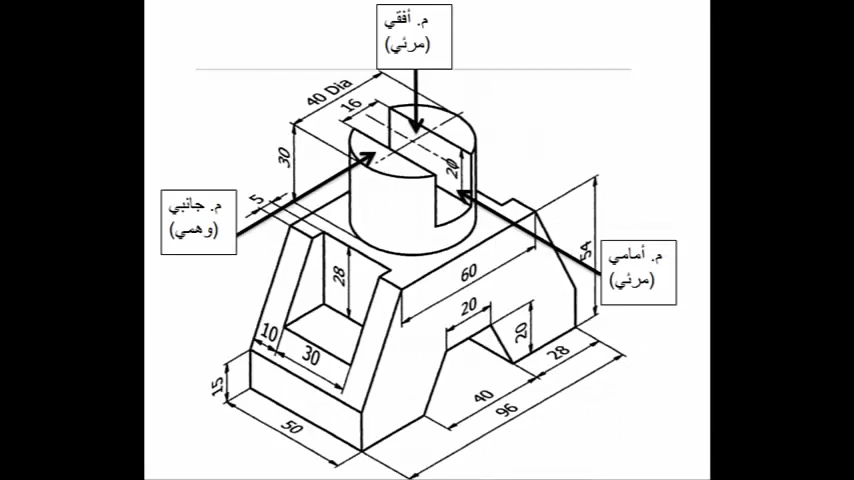 م. أفقي
(مرئي)
40 Dia
16
30
20
5
م. جانبي
(وهمي)
م. أمامي
(مرئي)
54
28
60
20
20
10
30
28
15
40
96
50